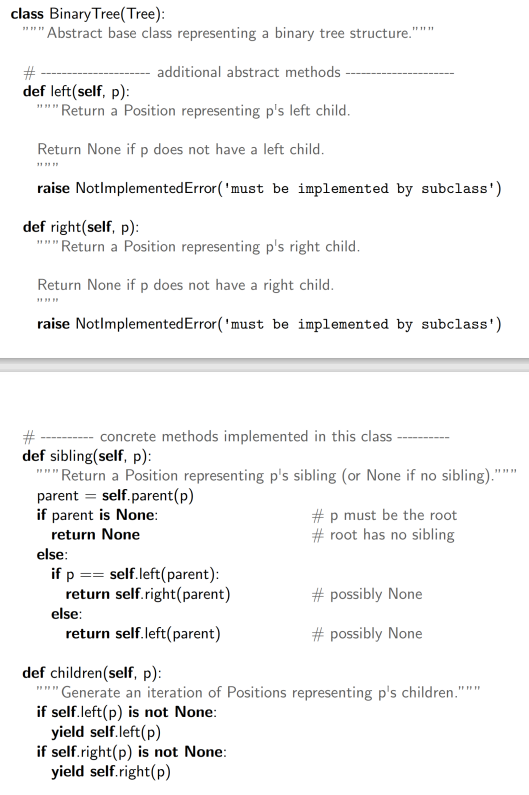 class BinaryTree(Tree):
"""Abstract base class representing a binary tree structure."""
# --------------------- additional abstract methods ---------------------
def left(self, p):
"""Return a Position representing p's left child.
Return None if p does not have a left child.
"""
raise NotImplementedError('must be implemented by subclass')
def right(self, p):
"""Return a Position representing p's right child.
Return None if p does not have a right child.
"""
raise NotImplementedError('must be implemented by subclass')
# ---------- concrete methods implemented in this class ----------
def sibling(self, p):
"""Return a Position representing p's sibling (or None if no sibling)."""
parent = self.parent(p)
if parent is None: # p must be the root
return None # root has no sibling
else:
if p == self.left(parent):
return self.right(parent) # possibly None
else:
return self.left(parent) # possibly None
def children(self, p):
"""Generate an iteration of Positions representing p's children."""
if self.left(p) is not None:
yield self.left(p)
if self.right(p) is not None:
yield self.right(p)